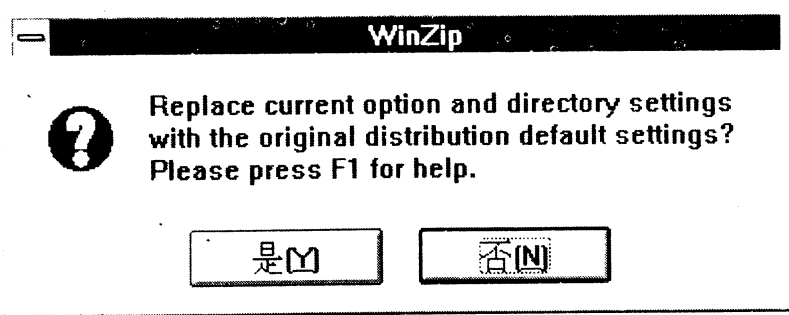 WinZip
Replace current option and directory settings
with the original distribution default settings?
Please press F1 for help.
是(Y)
否(N)